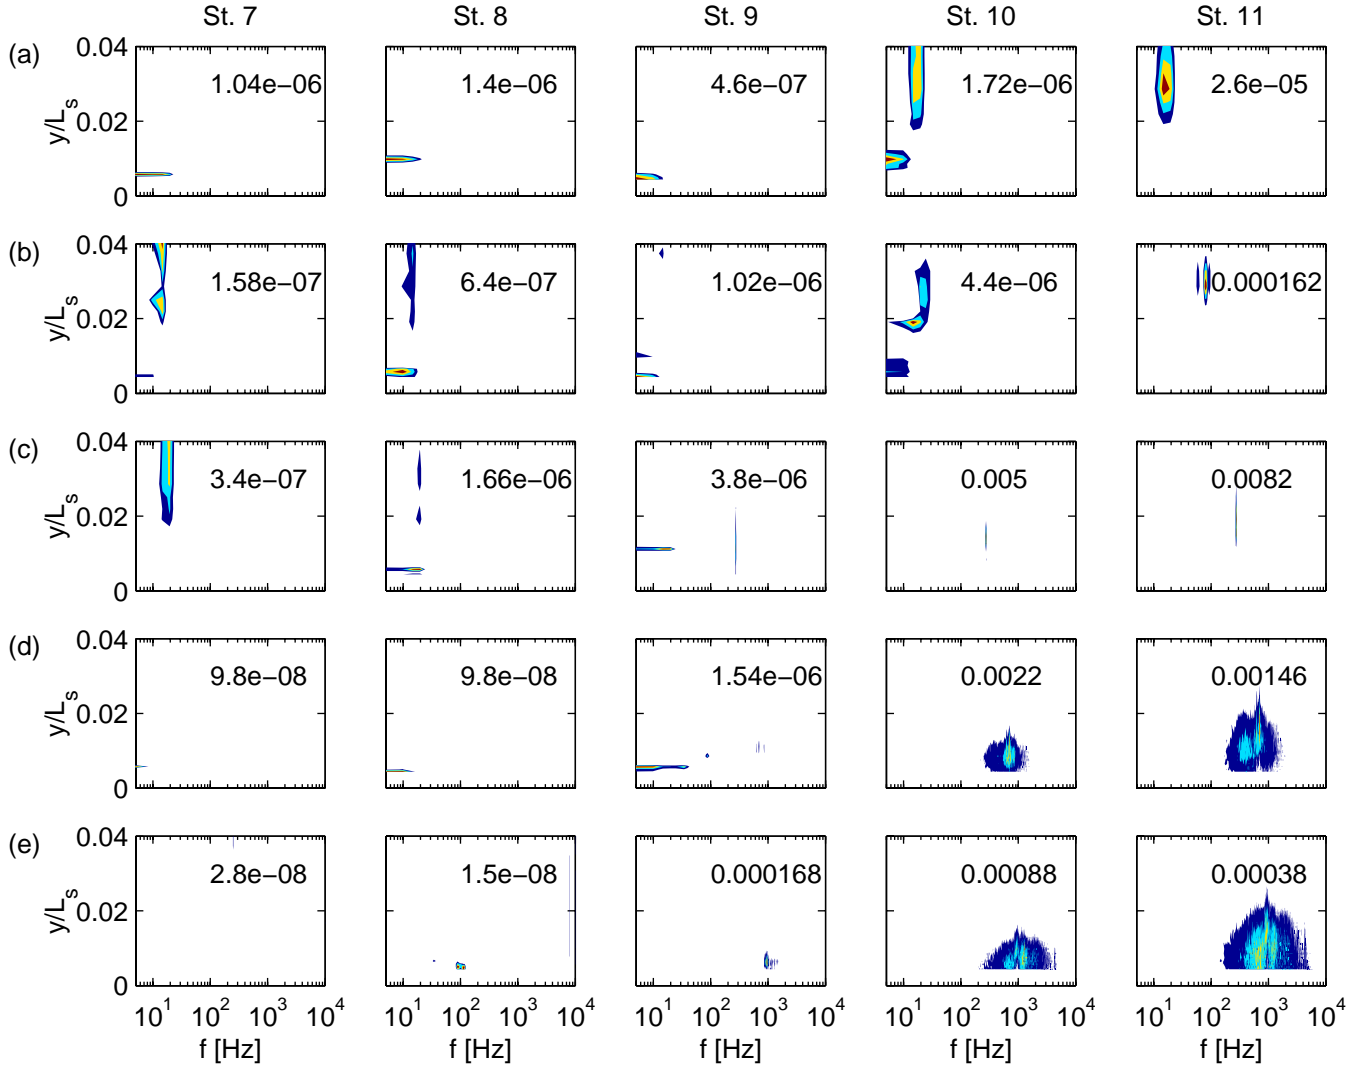 St. 7 St. 8 St. 9 St. 10 St. 11
(a) 0.04 0.02 0 y/Ls 1.04e−06 1.4e−06 4.6e−07 1.72e−06 2.6e−05
(b) 0.04 0.02 0 y/Ls 1.58e−07 6.4e−07 1.02e−06 4.4e−06 0.000162
(c) 0.04 0.02 0 y/Ls 3.4e−07 1.66e−06 3.8e−06 0.005 0.0082
(d) 0.04 0.02 0 y/Ls 9.8e−08 9.8e−08 1.54e−06 0.0022 0.00146
(e) 0.04 0.02 0 y/Ls 2.8e−08 1.5e−08 0.000168 0.00088 0.00038
10^1 10^2 10^3 10^4 10^1 10^2 10^3 10^4 10^1 10^2 10^3 10^4 10^1 10^2 10^3 10^4 10^1 10^2 10^3 10^4
f [Hz] f [Hz] f [Hz] f [Hz] f [Hz]